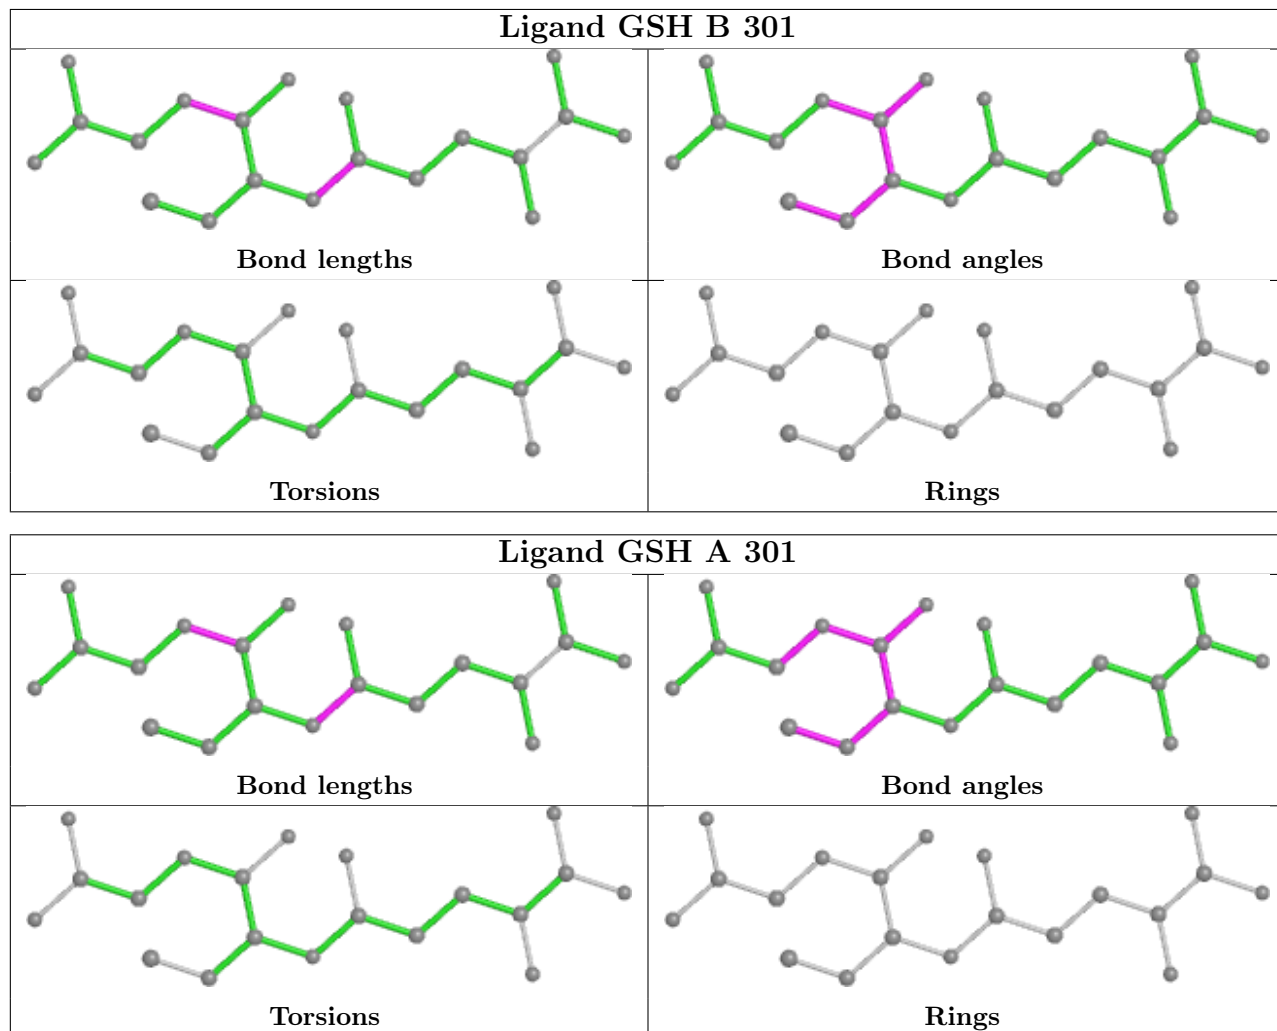 Ligand GSH B 301
Bond lengths
Bond angles
Torsions
Rings
Ligand GSH A 301
Bond lengths
Bond angles
Torsions
Rings